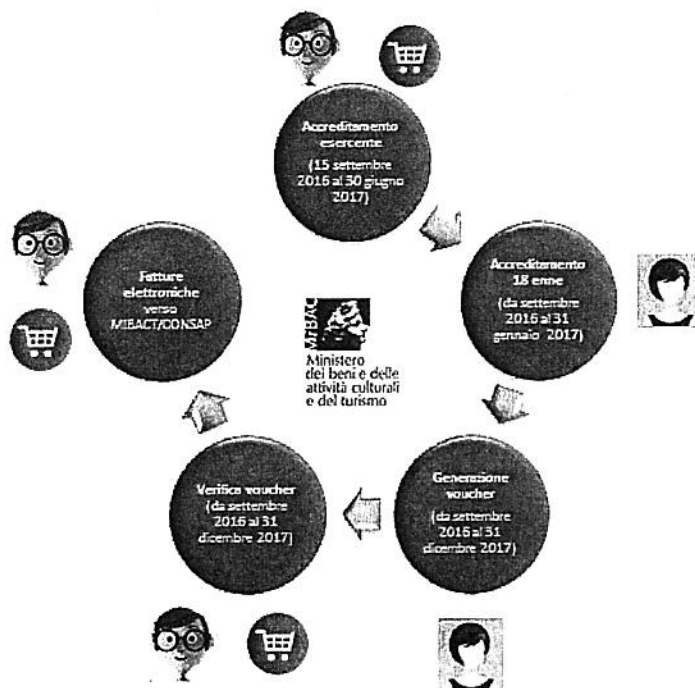 Accreditamento
esercente
(15 settembre
2016 al 30 giugno
2017)
Accreditamento
18 enne
(da settembre
2016 al 31
gennaio 2017)
Generazione
voucher
(da settembre
2016 al 31
dicembre 2017)
Verifica voucher
(da settembre
2016 al 31
dicembre 2017)
Fatture
elettroniche
verso
MIBACT/CONSAP
MiBAC
Ministero
dei beni e delle
attività culturali
e del turismo